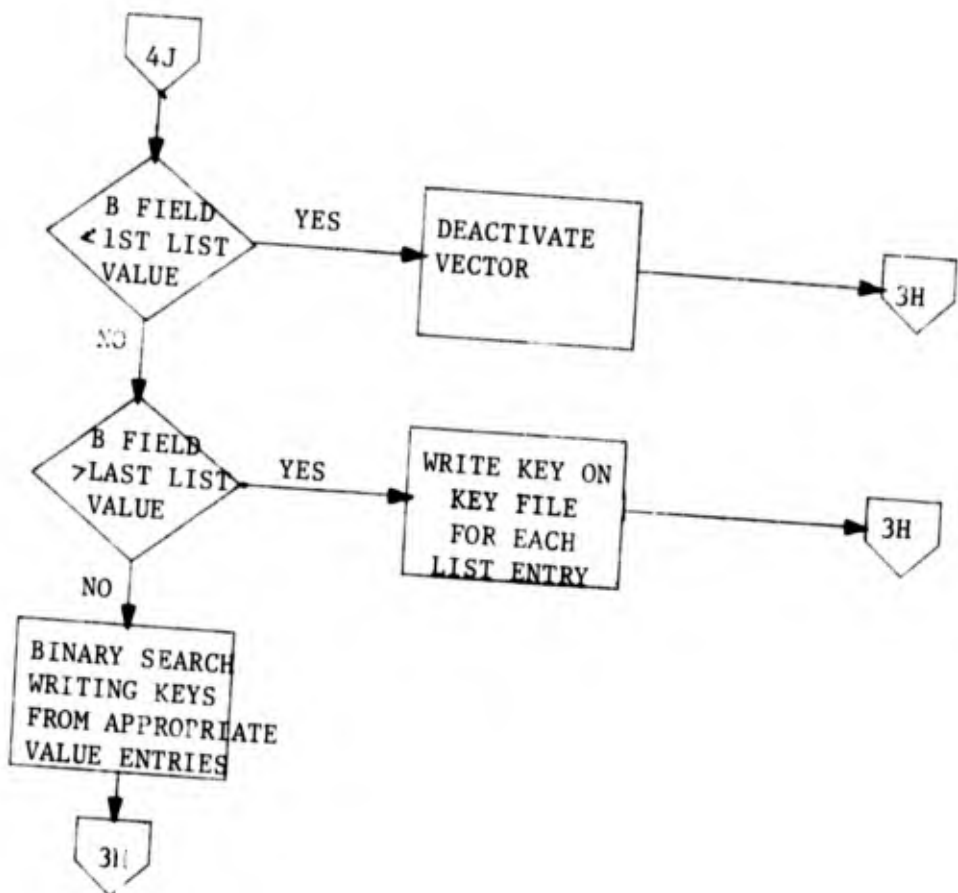 4J
B FIELD
<1ST LIST
VALUE
YES
DEACTIVATE
VECTOR
3H
NO
B FIELD
>LAST LIST
VALUE
YES
WRITE KEY ON
KEY FILE
FOR EACH
LIST ENTRY
3H
NO
BINARY SEARCH
WRITING KEYS
FROM APPROPRIATE
VALUE ENTRIES
3H